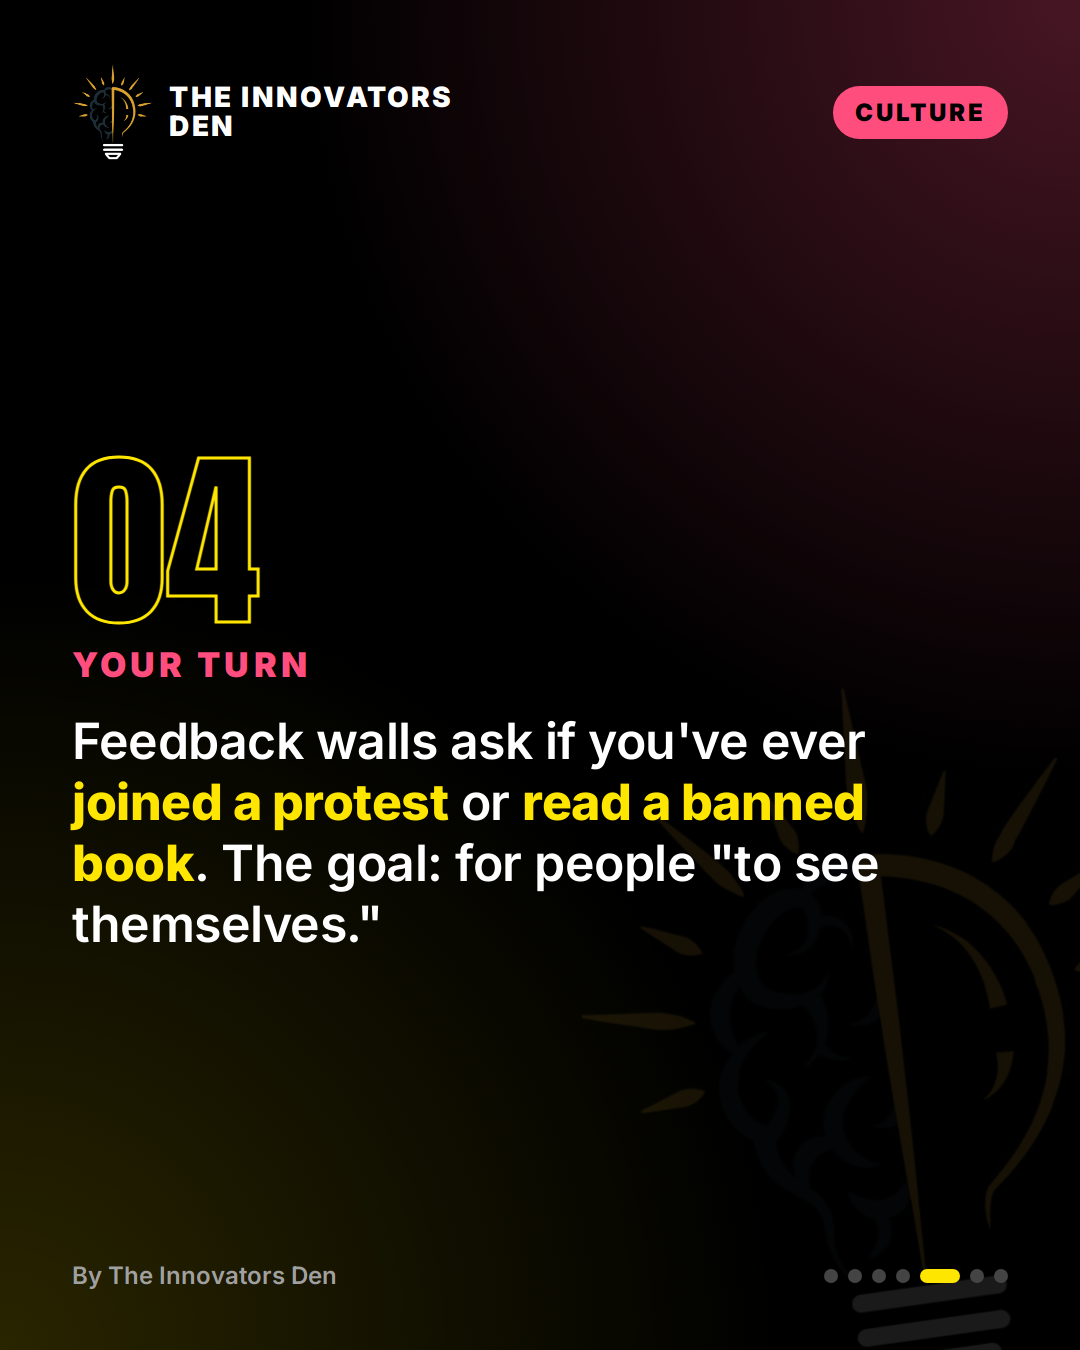 THE INNOVATORS
DEN
CULTURE
04
YOUR TURN
Feedback walls ask if you've ever
joined a protest or read a banned
book. The goal: for people "to see
themselves."
By The Innovators Den